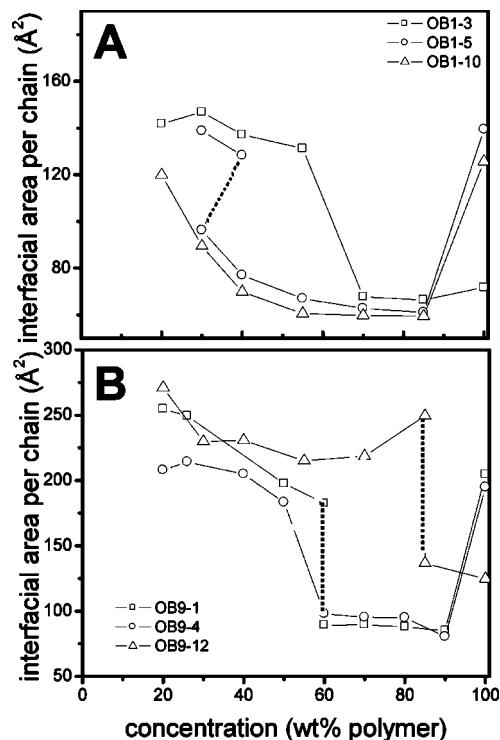 A
OB1-3
OB1-5
OB1-10
interfacial area per chain (Å²)
160
120
80
B
OB9-1
OB9-4
OB9-12
interfacial area per chain (Å²)
300
250
200
150
100
50
0 20 40 60 80 100
concentration (wt% polymer)